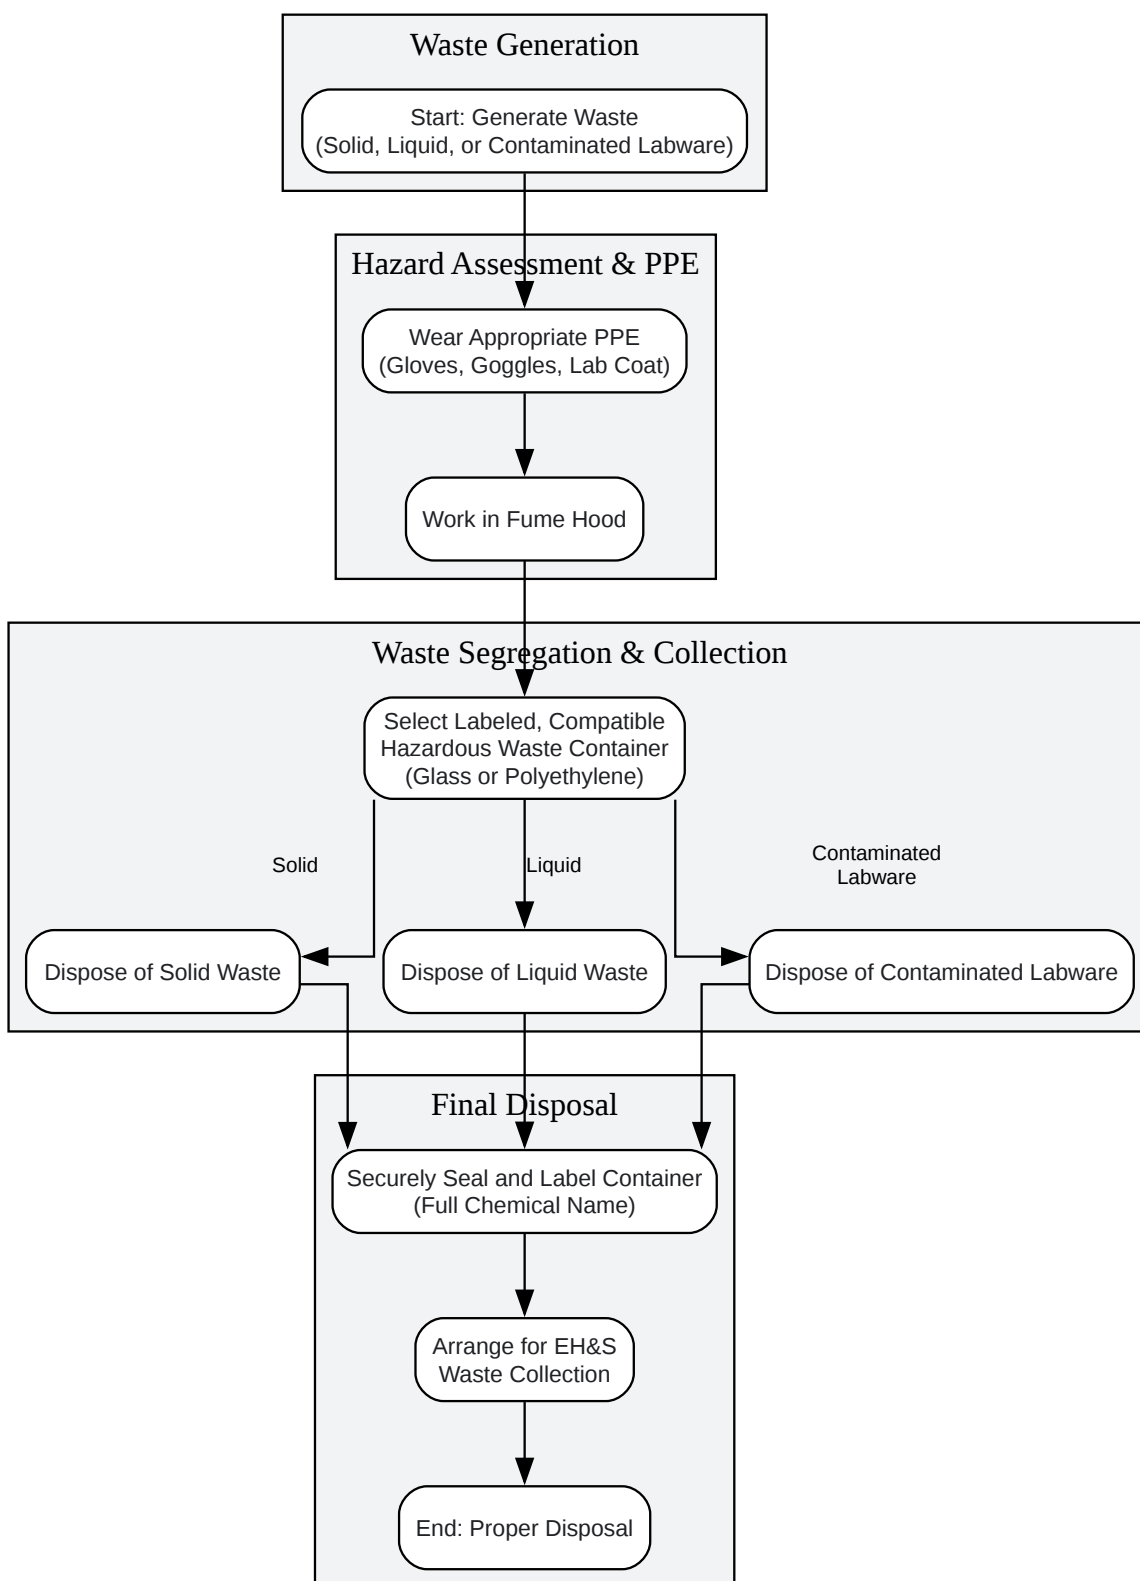 Waste Generation
Start: Generate Waste
(Solid, Liquid, or Contaminated Labware)
Hazard Assessment & PPE
Wear Appropriate PPE
(Gloves, Goggles, Lab Coat)
Work in Fume Hood
Waste Segregation & Collection
Select Labeled, Compatible
Hazardous Waste Container
(Glass or Polyethylene)
Solid
Liquid
Contaminated
Labware
Dispose of Solid Waste
Dispose of Liquid Waste
Dispose of Contaminated Labware
Final Disposal
Securely Seal and Label Container
(Full Chemical Name)
Arrange for EH&S
Waste Collection
End: Proper Disposal